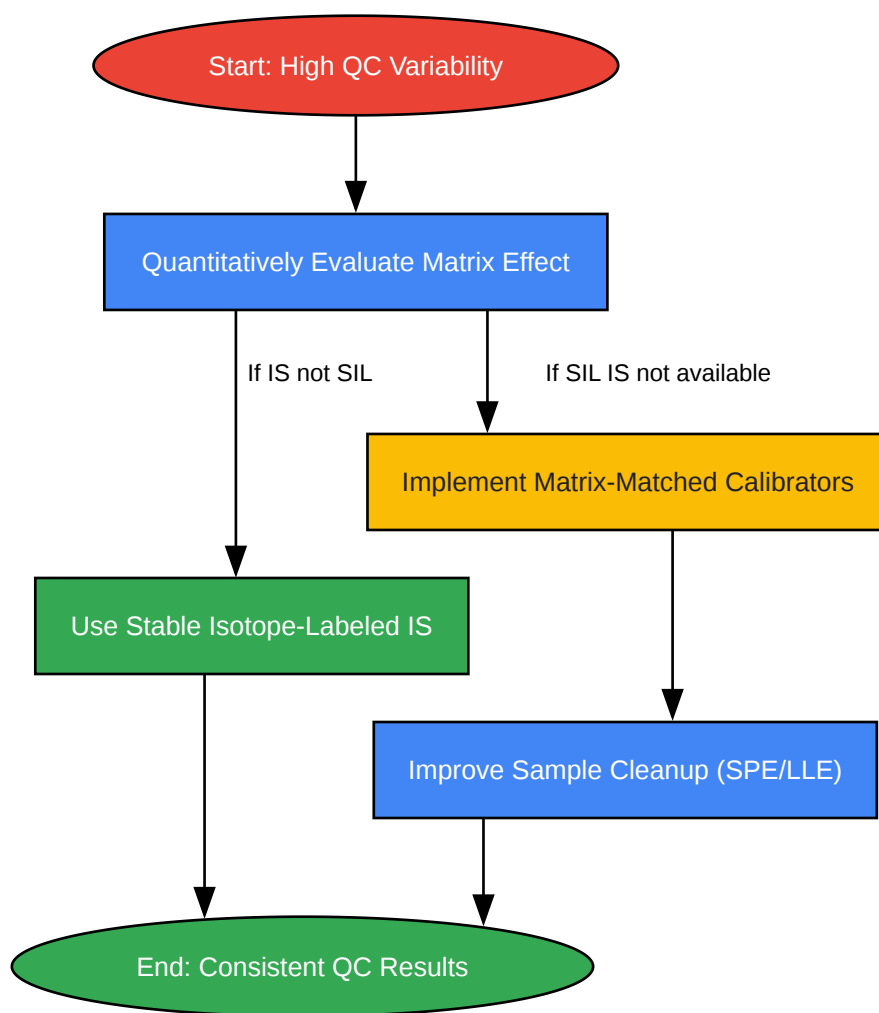 Start: High QC Variability
Quantitatively Evaluate Matrix Effect
If IS not SIL
If SIL IS not available
Implement Matrix-Matched Calibrators
Use Stable Isotope-Labeled IS
Improve Sample Cleanup (SPE/LLE)
End: Consistent QC Results